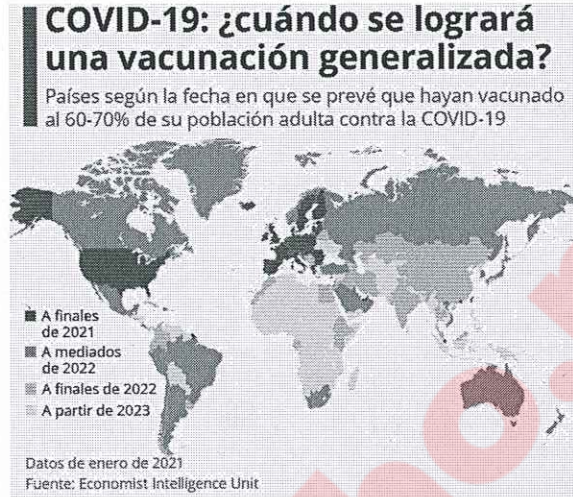 COVID-19: ¿cuándo se logrará
una vacunación generalizada?
Países según la fecha en que se prevé que hayan vacunado
al 60-70% de su población adulta contra la COVID-19
A finales
de 2021
A mediados
de 2022
A finales de 2022
A partir de 2023
Datos de enero de 2021
Fuente: Economist Intelligence Unit